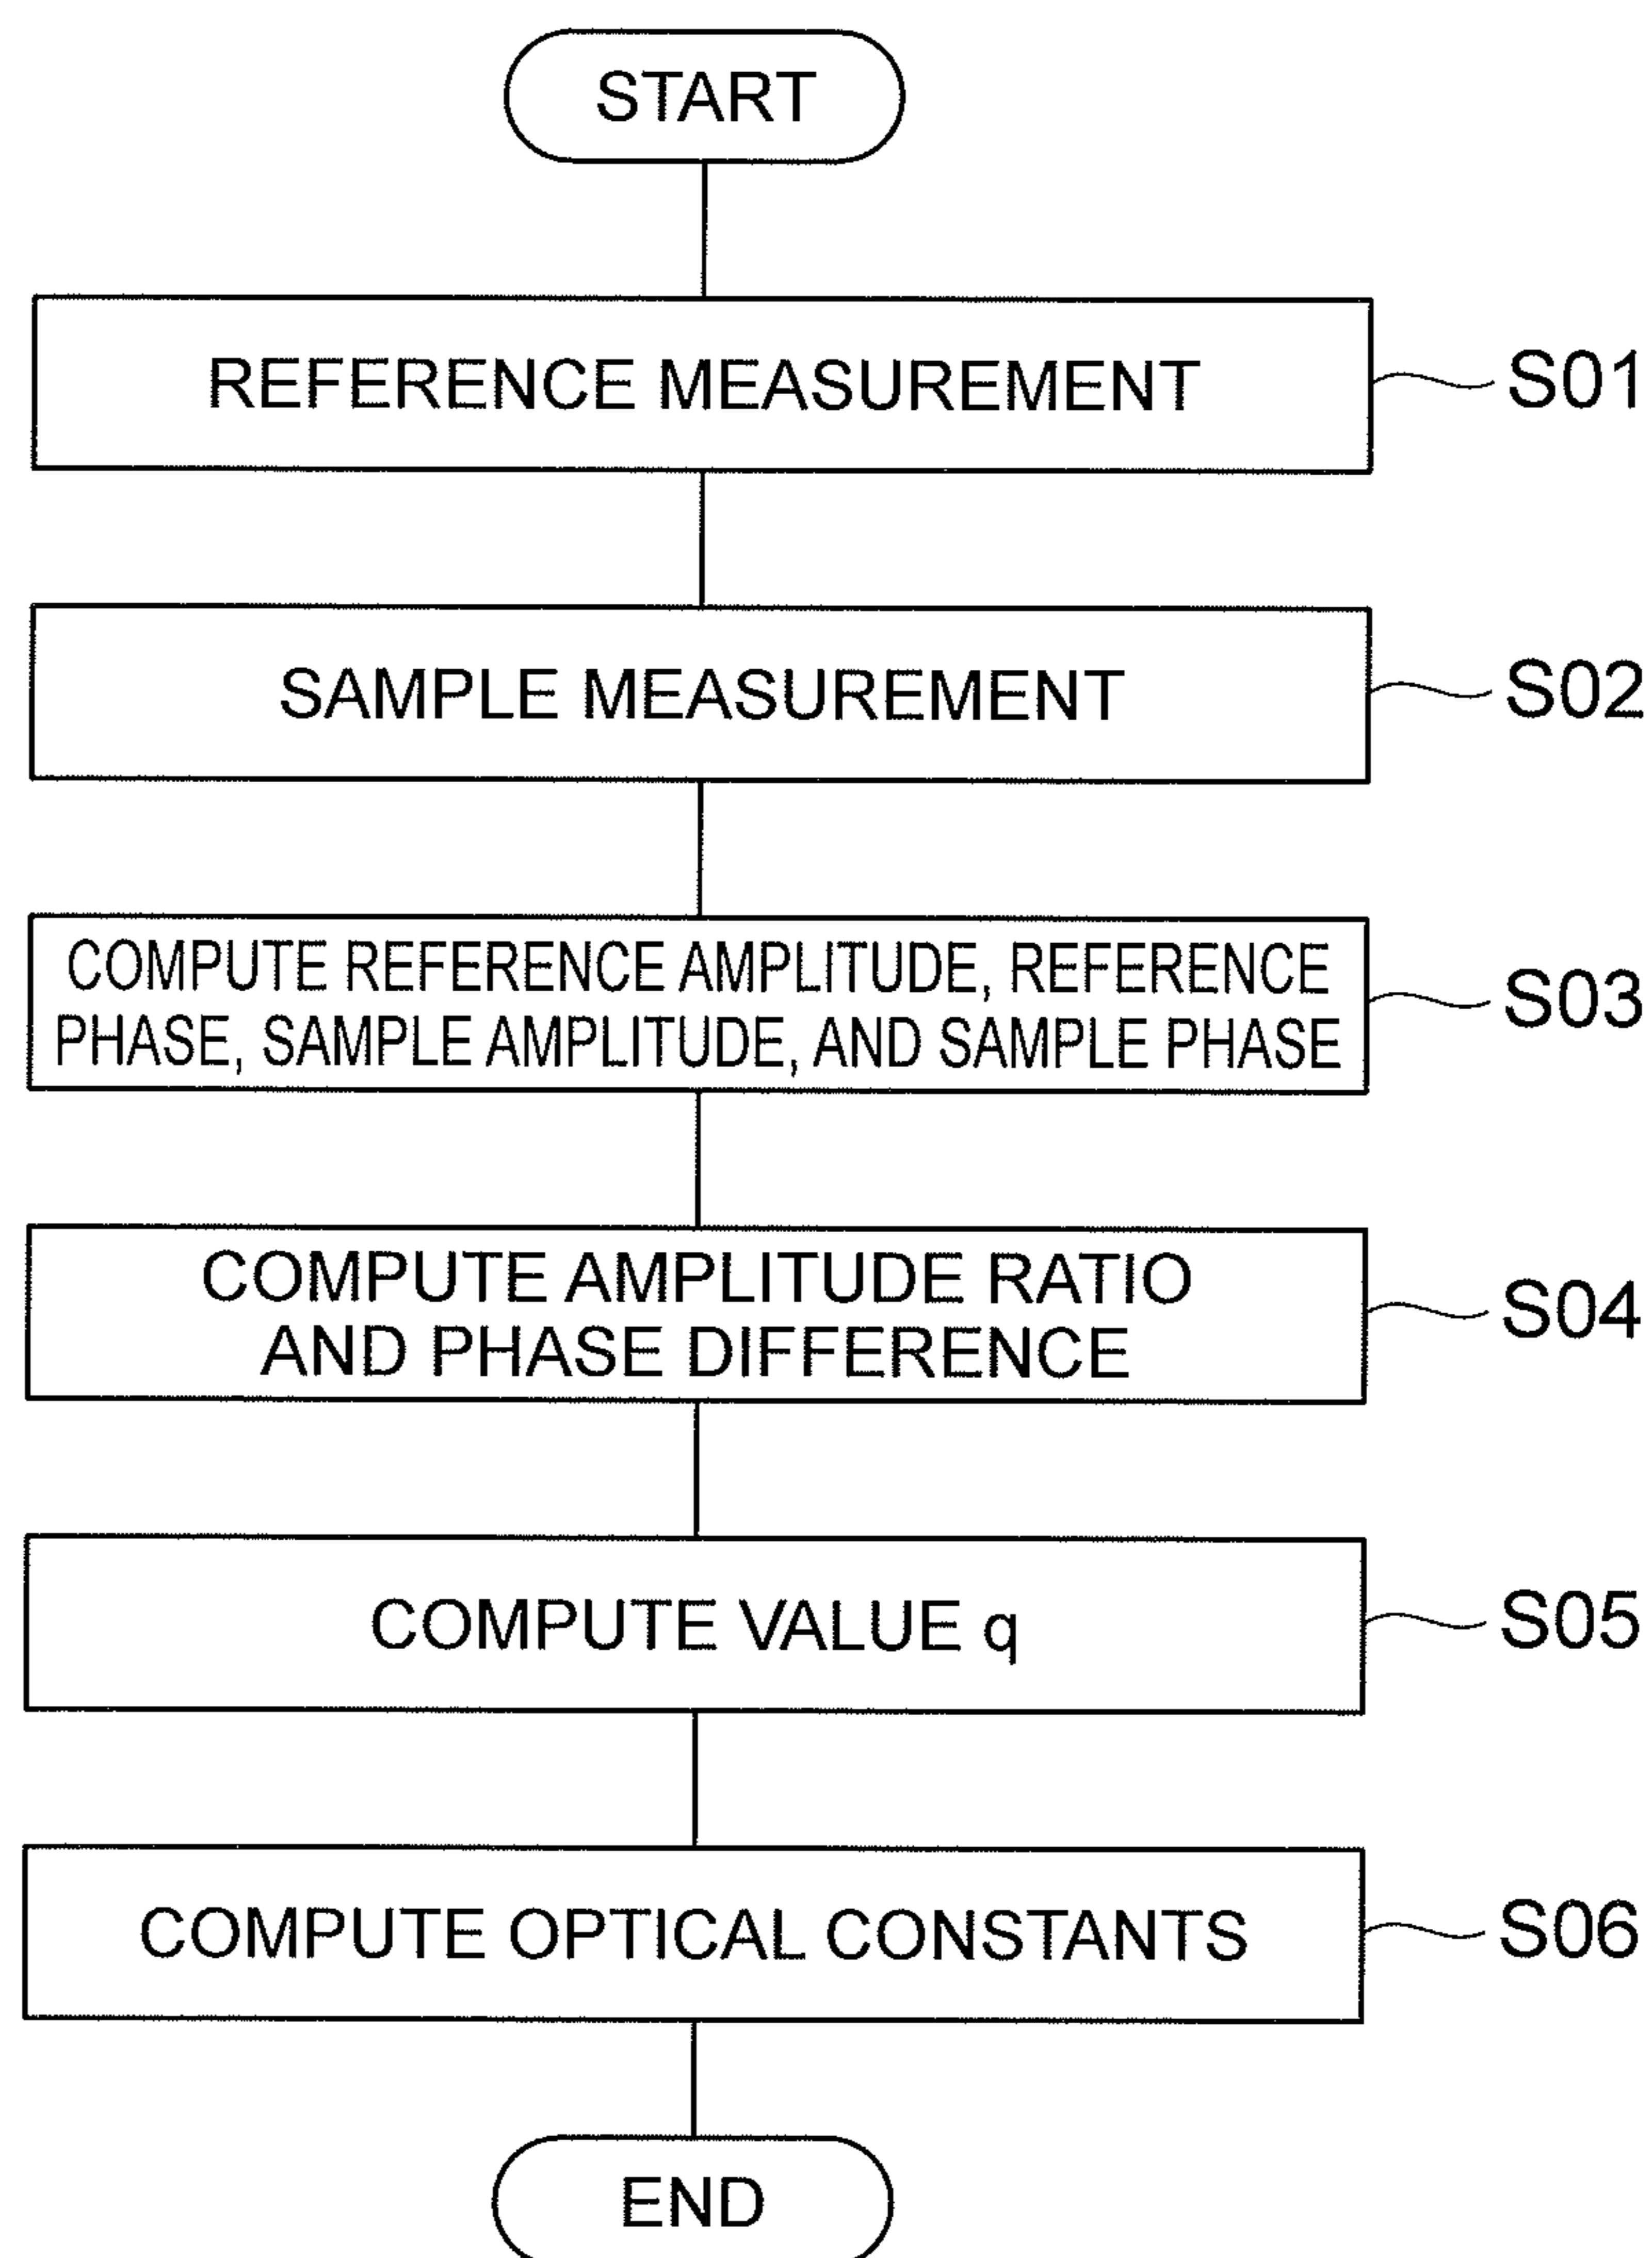 START
REFERENCE MEASUREMENT
S01
SAMPLE MEASUREMENT
S02
COMPUTE REFERENCE AMPLITUDE, REFERENCE
PHASE, SAMPLE AMPLITUDE, AND SAMPLE PHASE
S03
COMPUTE AMPLITUDE RATIO
AND PHASE DIFFERENCE
S04
COMPUTE VALUE q
S05
COMPUTE OPTICAL CONSTANTS
S06
END